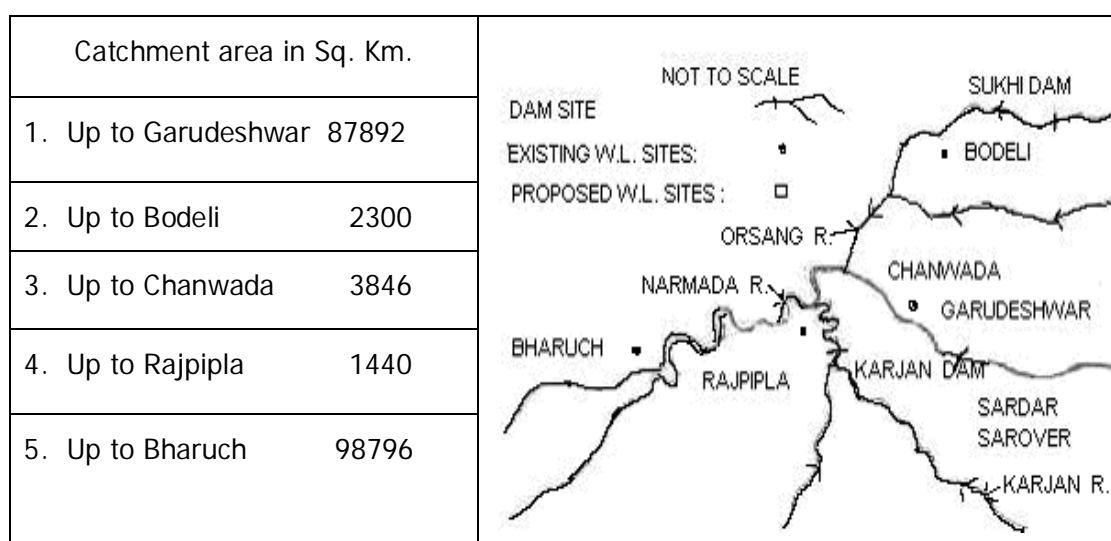 Catchment area in Sq. Km.
1. Up to Garudeshwar 87892
2. Up to Bodeli 2300
3. Up to Chanwada 3846
4. Up to Rajpipla 1440
5. Up to Bharuch 98796
NOT TO SCALE
SUKHI DAM
DAM SITE
EXISTING W.L. SITES:
BODELI
PROPOSED W.L. SITES :
ORSANG R.
CHANWADA
NARMADA R.
GARUDESHWAR
BHARUCH
RAJPIPLA
KARJAN DAM
SARDAR
SAROVER
KARJAN R.